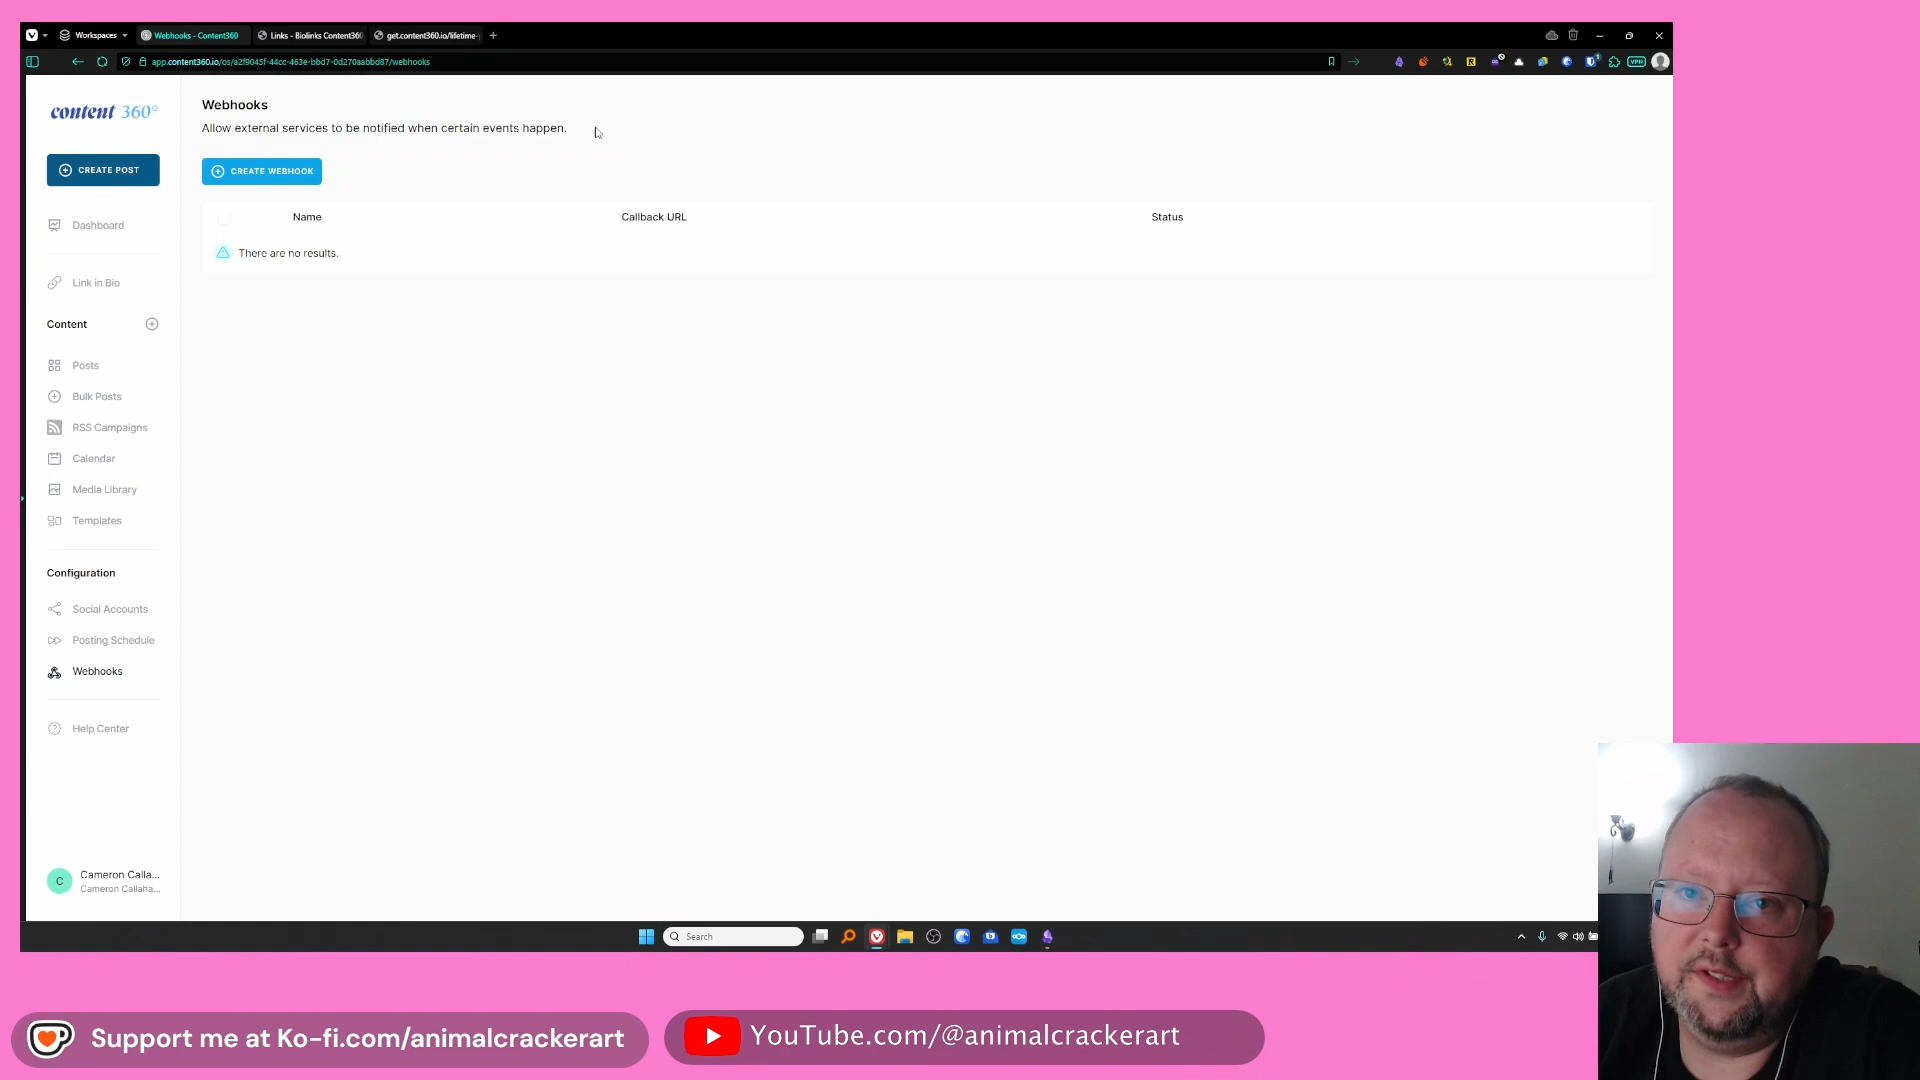 Workspaces
Webhooks - Content360
Links - Biolinks Content360
get.content360.io/lifetime-
app.content360.io/os/a2f9045f-44cc-463e-bbd7-0d270aabbd87/webhooks
VPN
content 360°
CREATE POST
Dashboard
Link in Bio
Content
Posts
Bulk Posts
RSS Campaigns
Calendar
Media Library
Templates
Configuration
Social Accounts
Posting Schedule
Webhooks
Help Center
C
Cameron Calla...
Cameron Callaha...
Webhooks
Allow external services to be notified when certain events happen.
CREATE WEBHOOK
Name
Callback URL
Status
There are no results.
Search
Support me at Ko-fi.com/animalcrackerart
YouTube.com/@animalcrackerart